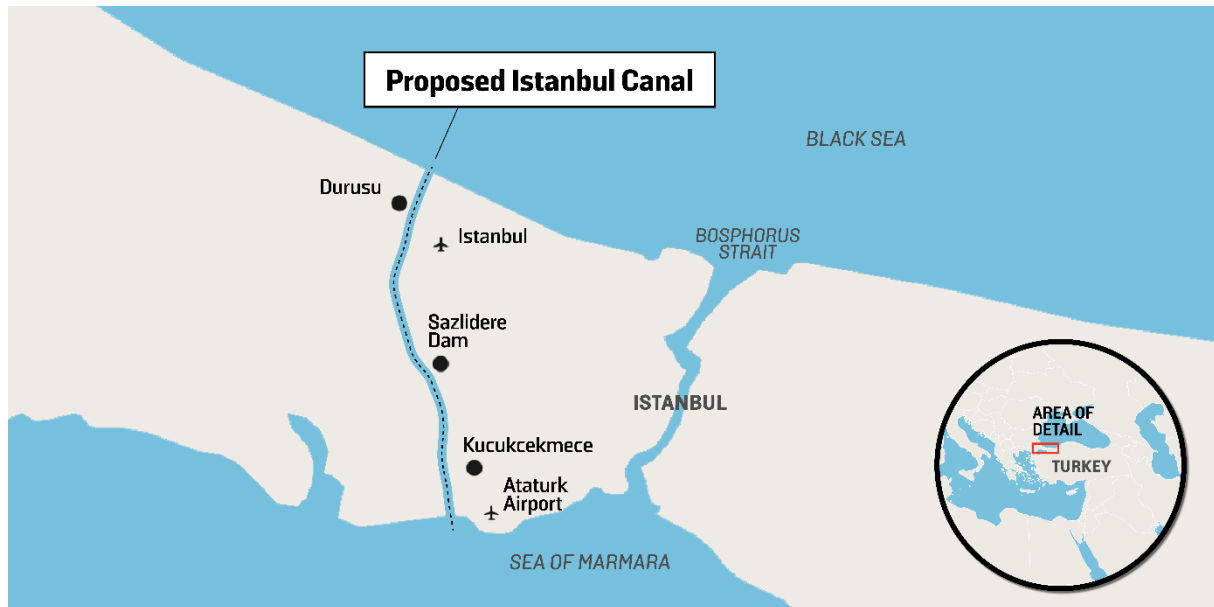 Proposed Istanbul Canal
BLACK SEA
Durusu
Istanbul
BOSPHORUS
STRAIT
Sazlidere
Dam
ISTANBUL
AREA OF
DETAIL
TURKEY
Kucukcekmece
Ataturk
Airport
SEA OF MARMARA